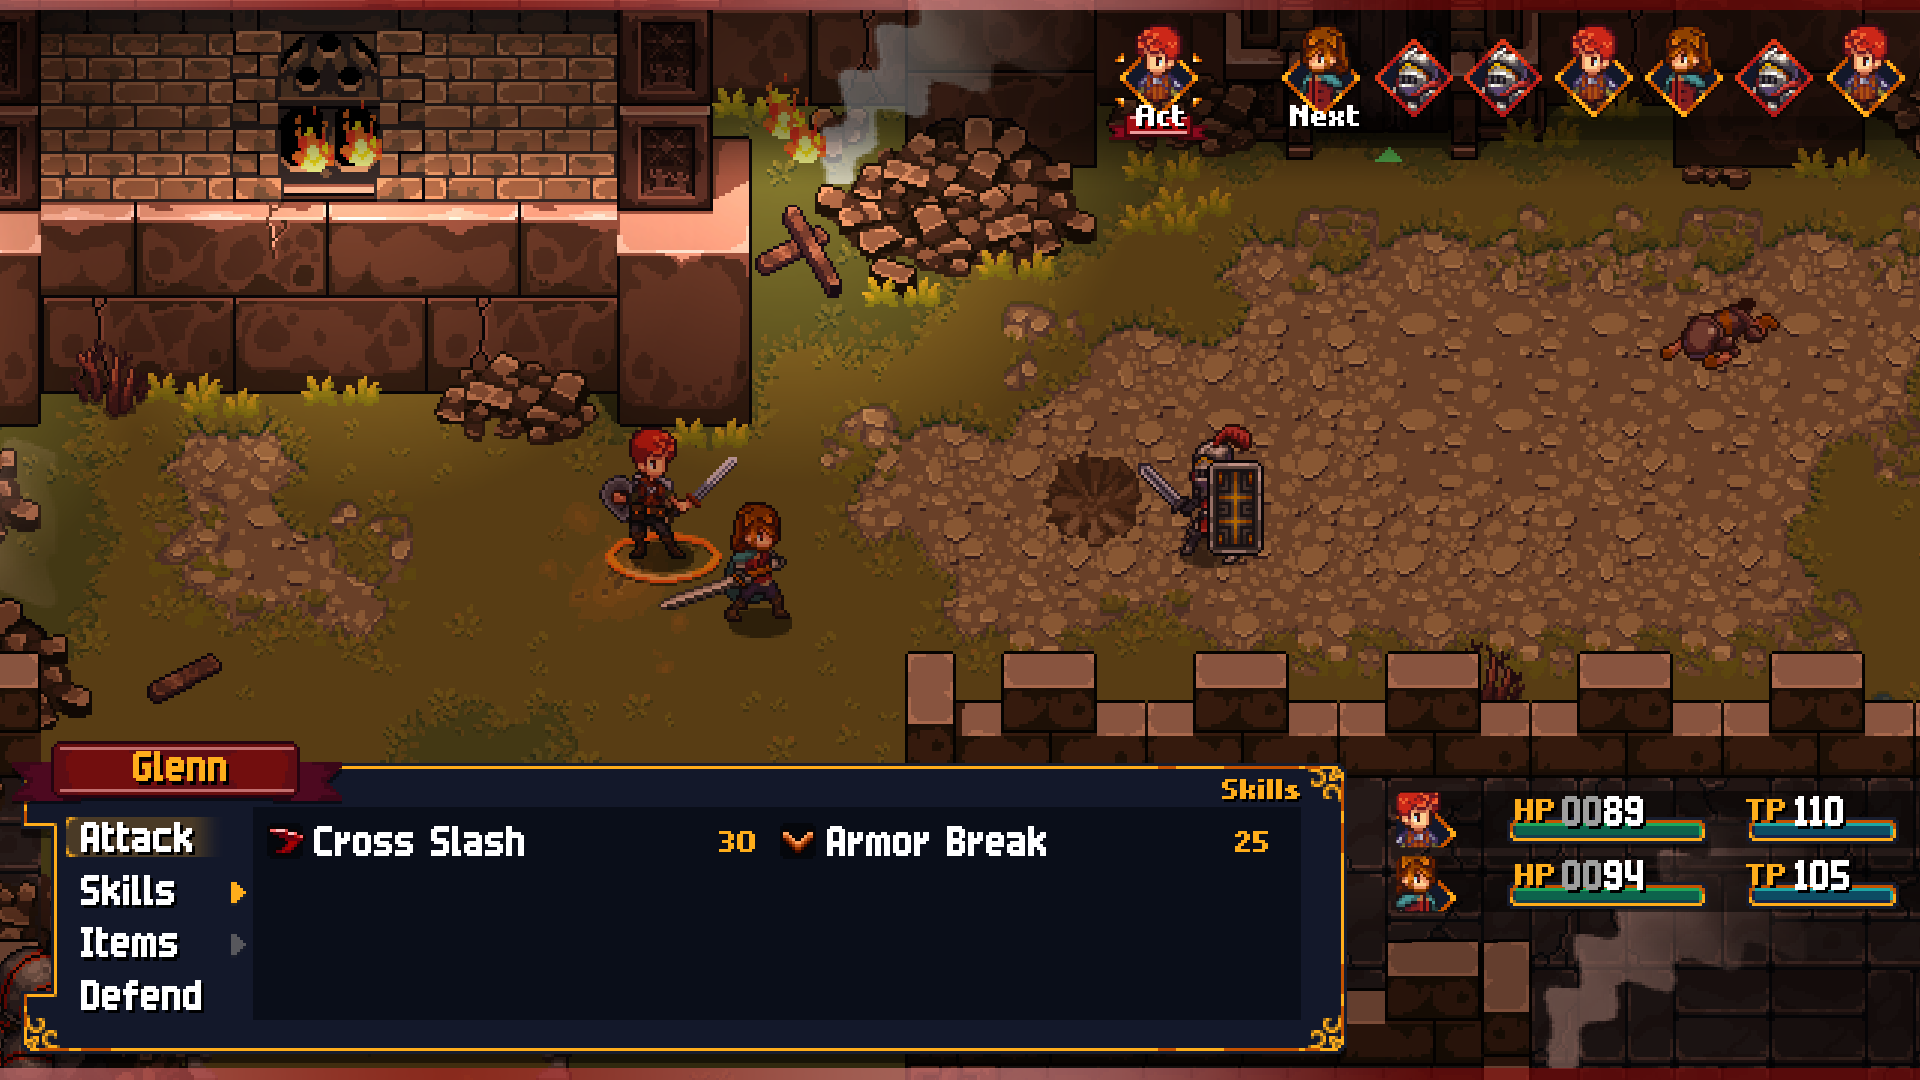 Act
Next
Glenn
Skills
Attack
Cross Slash 30
Armor Break 25
Skills
Items
Defend
HP 0089 TP 110
HP 0094 TP 105